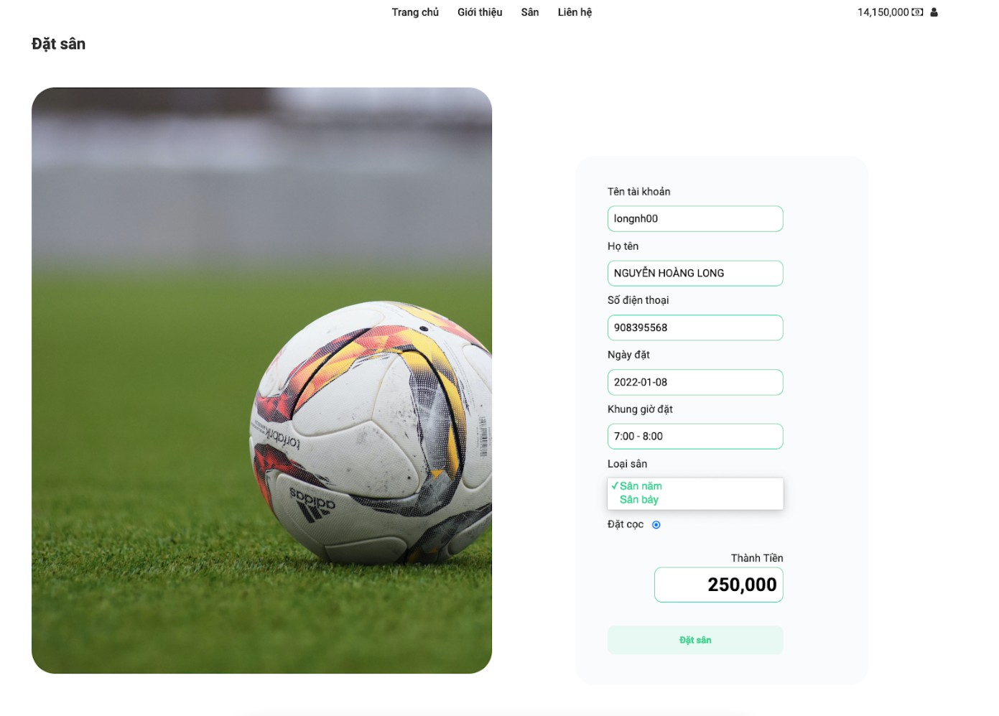 Trang chủ Giới thiệu Sân Liên hệ 14,150,000
Đặt sân
Tên tài khoản
longnh00
Họ tên
NGUYỄN HOÀNG LONG
Số điện thoại
908395568
Ngày đặt
2022-01-08
Khung giờ đặt
7:00 - 8:00
Loại sân
✓Sân năm
Sân bảy
Đặt cọc
Thành Tiền
250,000
Đặt sân
torfabrik
adidas